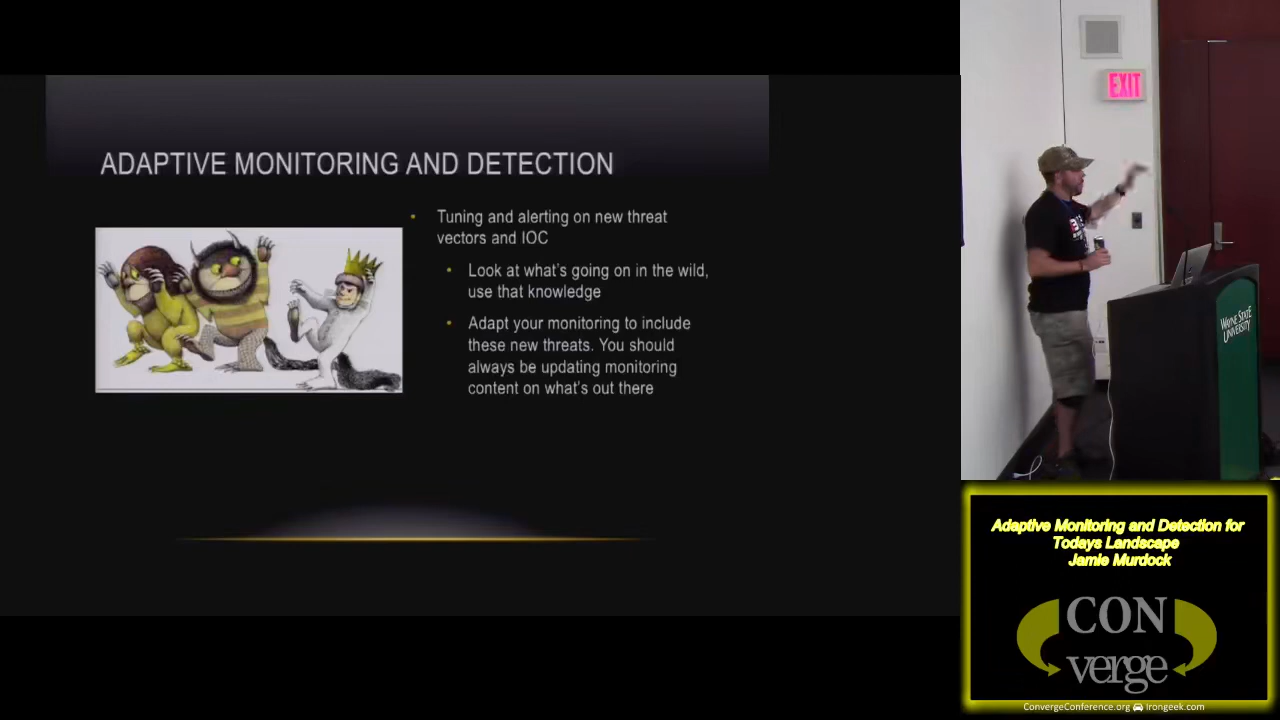 ADAPTIVE MONITORING AND DETECTION
• Tuning and alerting on new threat
vectors and IOC
• Look at what's going on in the wild,
use that knowledge
• Adapt your monitoring to include
these new threats. You should
always be updating monitoring
content on what's out there
EXIT
WAYNE STATE
UNIVERSITY
Adaptive Monitoring and Detection for
Todays Landscape
Jamie Murdock
CON
verge
ConvergeConference.org Irongeek.com